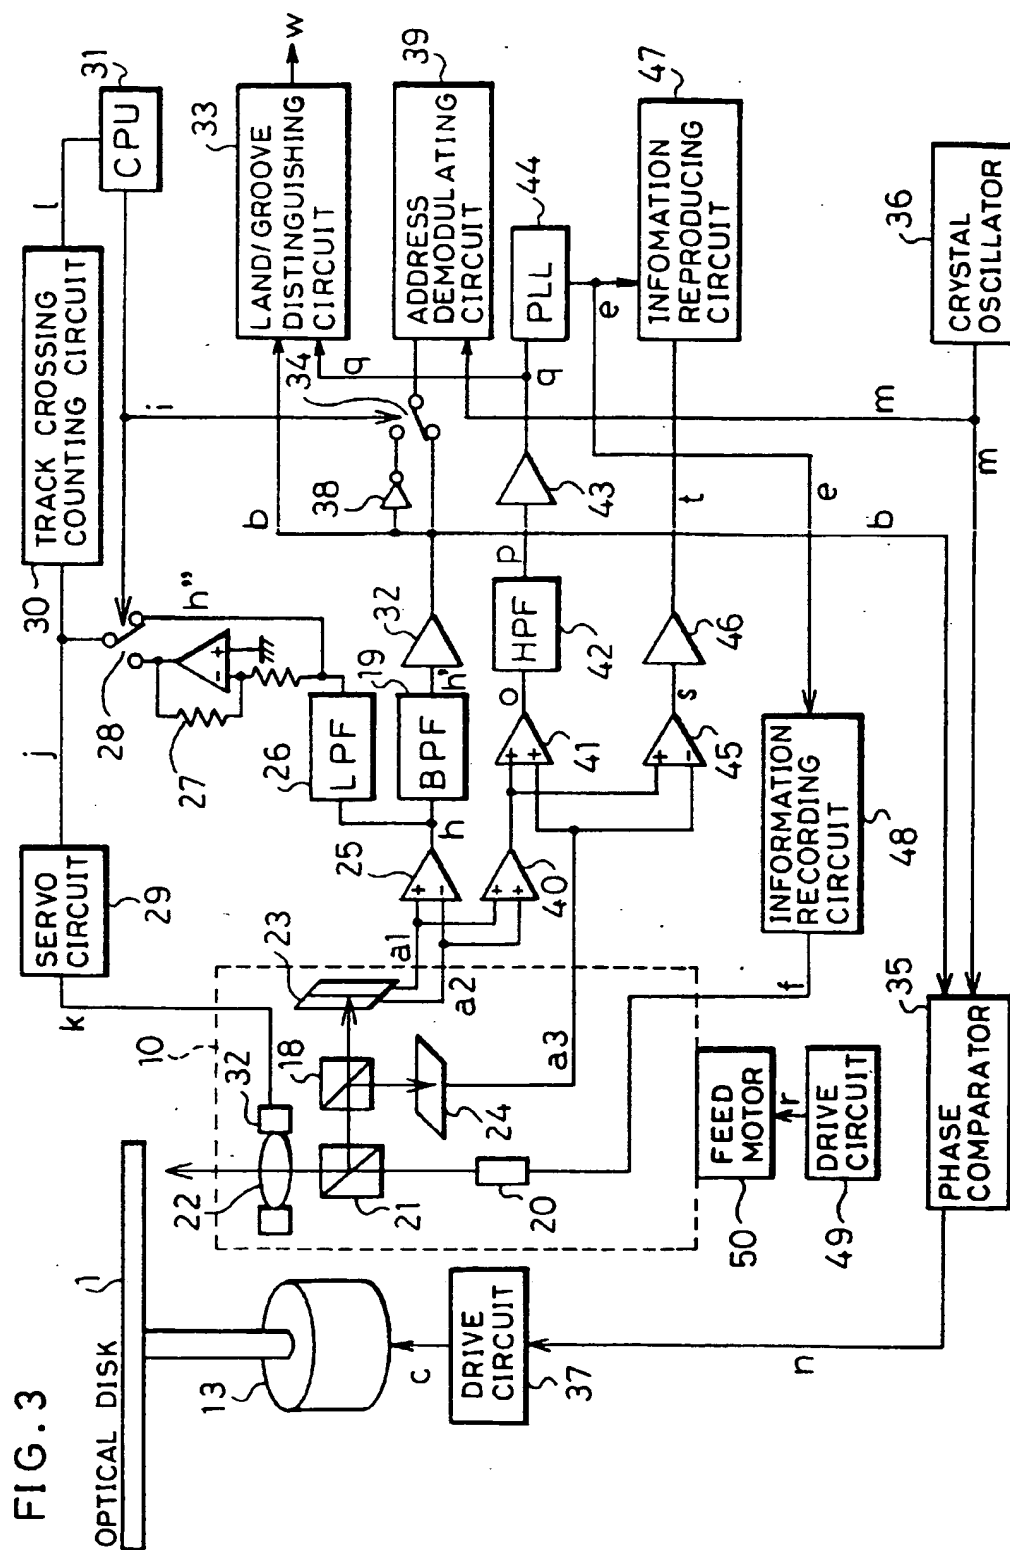 FIG. 3
OPTICAL DISK
1
13
c
DRIVE
CIRCUIT
37
n
k
10
32
22
21
18
20
23
24
a1
a2
a3
f
FEED
MOTOR
50
r
DRIVE
CIRCUIT
49
PHASE
COMPARATOR
35
SERVO
CIRCUIT
29
j
28
27
+
-
h"
LPF
26
BPF
19
h
h'
25
+
-
32
40
+
+
41
+
+
o
HPF
42
p
43
45
+
-
s
46
t
INFORMATION
RECORDING
CIRCUIT
48
e
b
m
TRACK CROSSING
COUNTING CIRCUIT
30
l
CPU
31
i
b
38
34
q
q
LAND/GROOVE
DISTINGUISHING
CIRCUIT
33
w
ADDRESS
DEMODULATING
CIRCUIT
39
PLL
44
e
INFOMATION
REPRODUCING
CIRCUIT
47
m
CRYSTAL
OSCILLATOR
36